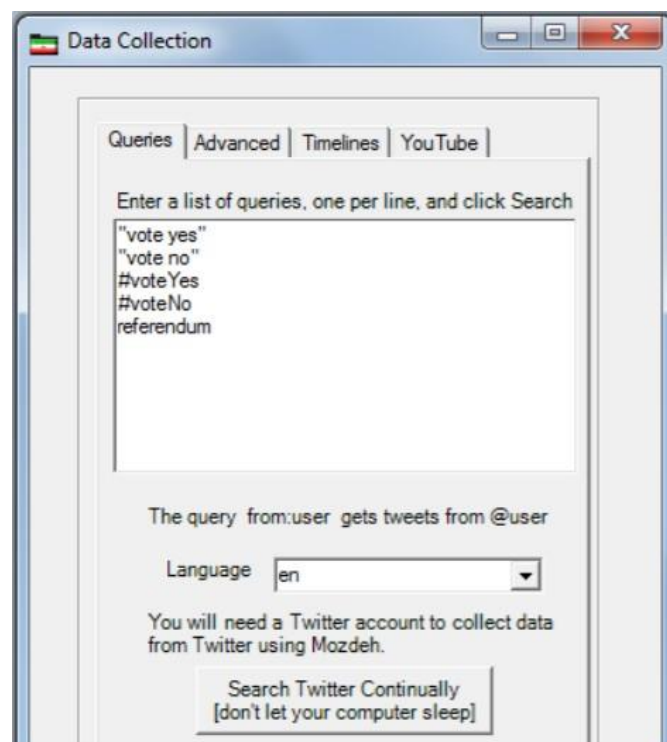 Data Collection
Queries Advanced Timelines YouTube
Enter a list of queries, one per line, and click Search
"vote yes"
"vote no"
#voteYes
#voteNo
referendum
The query from:user gets tweets from @user
Language en
You will need a Twitter account to collect data
from Twitter using Mozdeh.
Search Twitter Continually
[don't let your computer sleep]